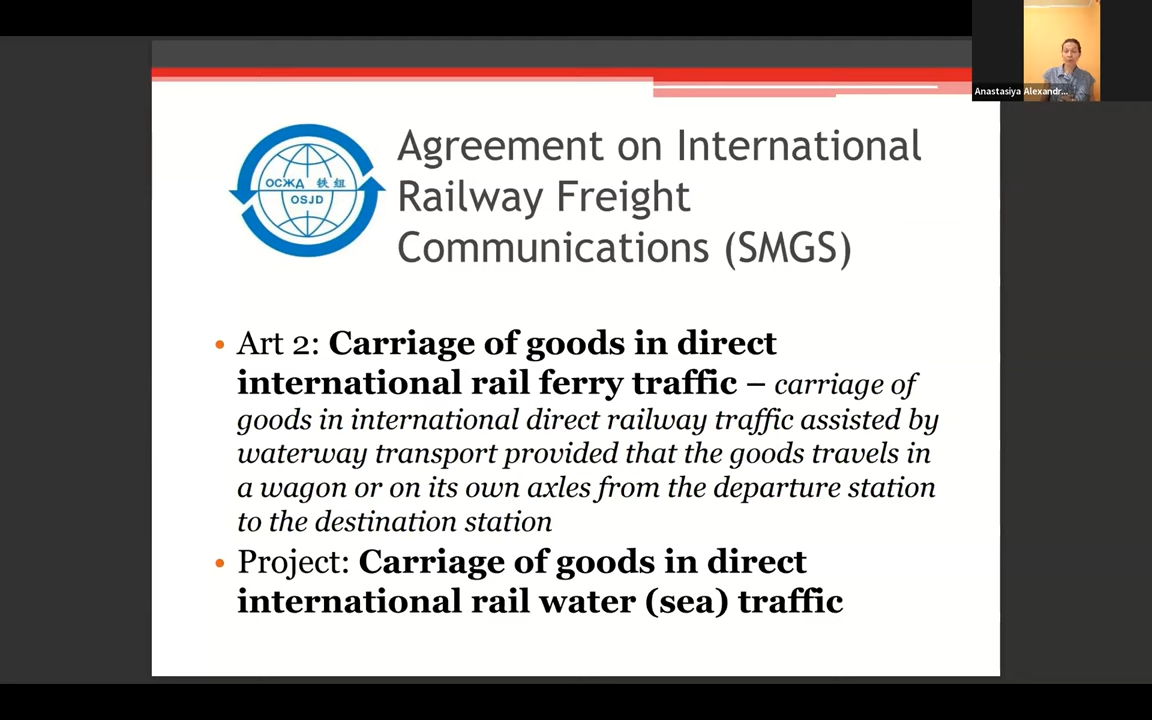 Anastasiya Alexandr...
Agreement on International
Railway Freight
Communications (SMGS)
ОСЖД 铁组
OSJD
• Art 2: Carriage of goods in direct
international rail ferry traffic – carriage of
goods in international direct railway traffic assisted by
waterway transport provided that the goods travels in
a wagon or on its own axles from the departure station
to the destination station
• Project: Carriage of goods in direct
international rail water (sea) traffic